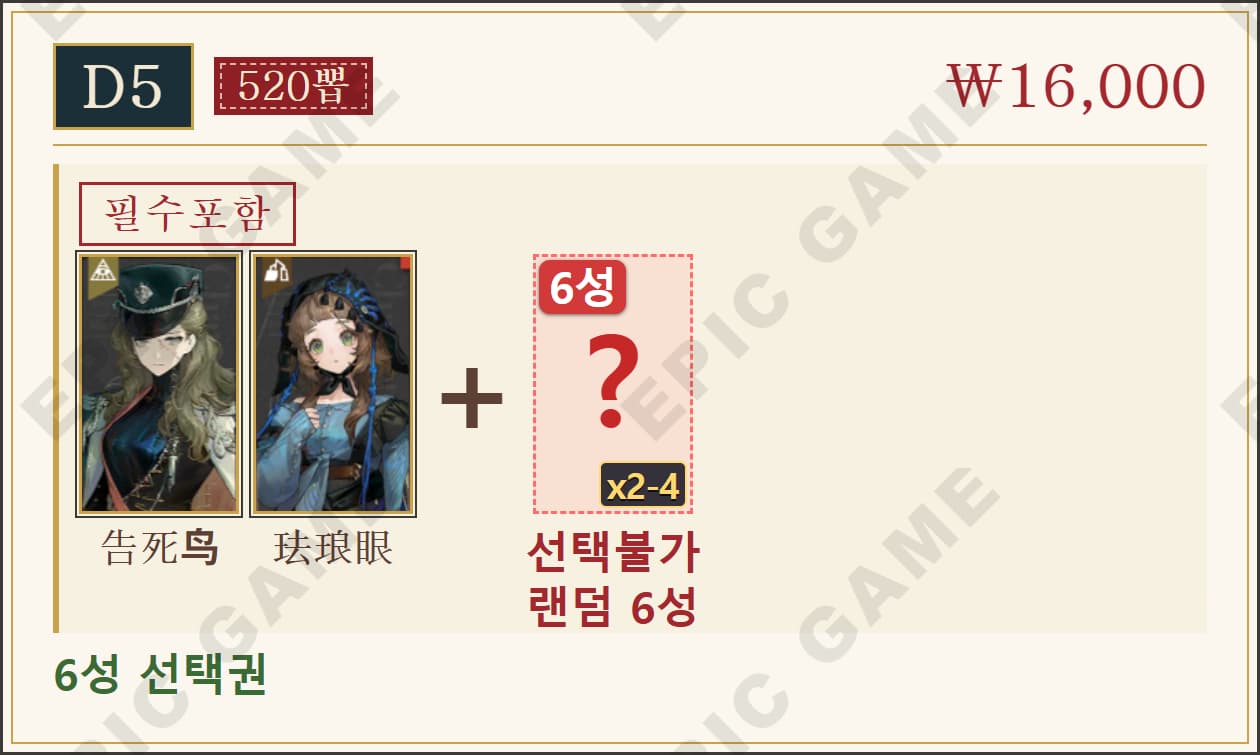 D5
520뽑
₩16,000
필수포함
6성
?
x2-4
+
告死鸟
珐琅眼
선택불가
랜덤 6성
6성 선택권
EPIC GAME